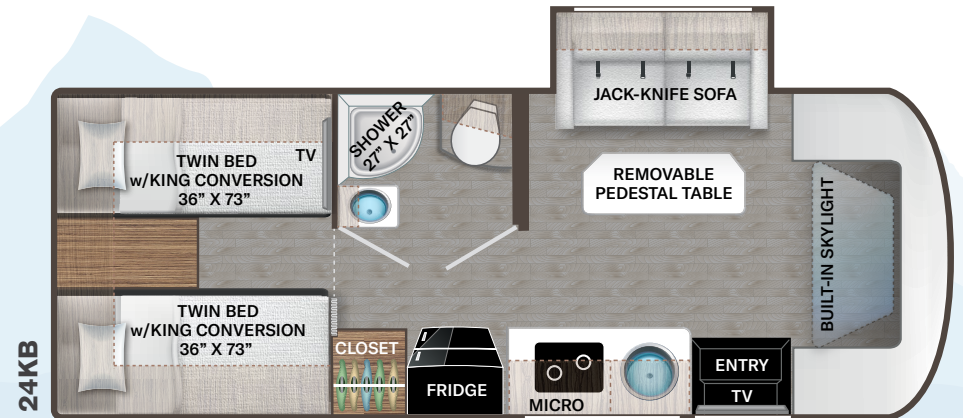 24KB
TWIN BED
w/KING CONVERSION
36” X 73”
TV
SHOWER
27” X 27”
JACK-KNIFE SOFA
REMOVABLE
PEDESTAL TABLE
BUILT-IN SKYLIGHT
TWIN BED
w/KING CONVERSION
36” X 73”
CLOSET
FRIDGE
MICRO
ENTRY
TV